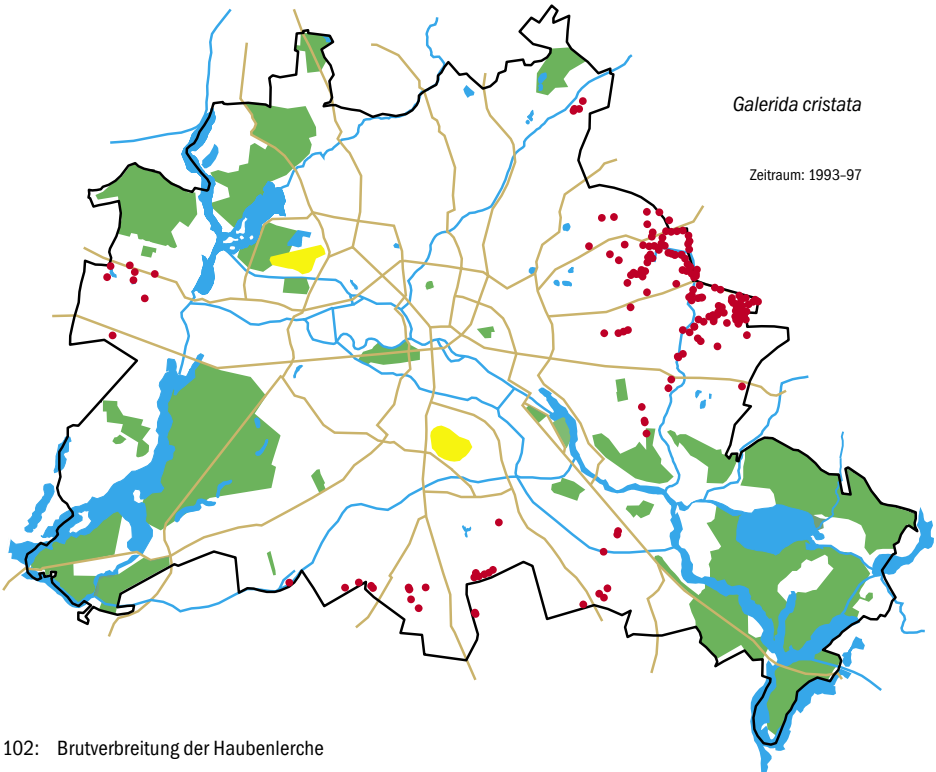 Galerida cristata
Zeitraum: 1993–97
102: Brutverbreitung der Haubenlerche